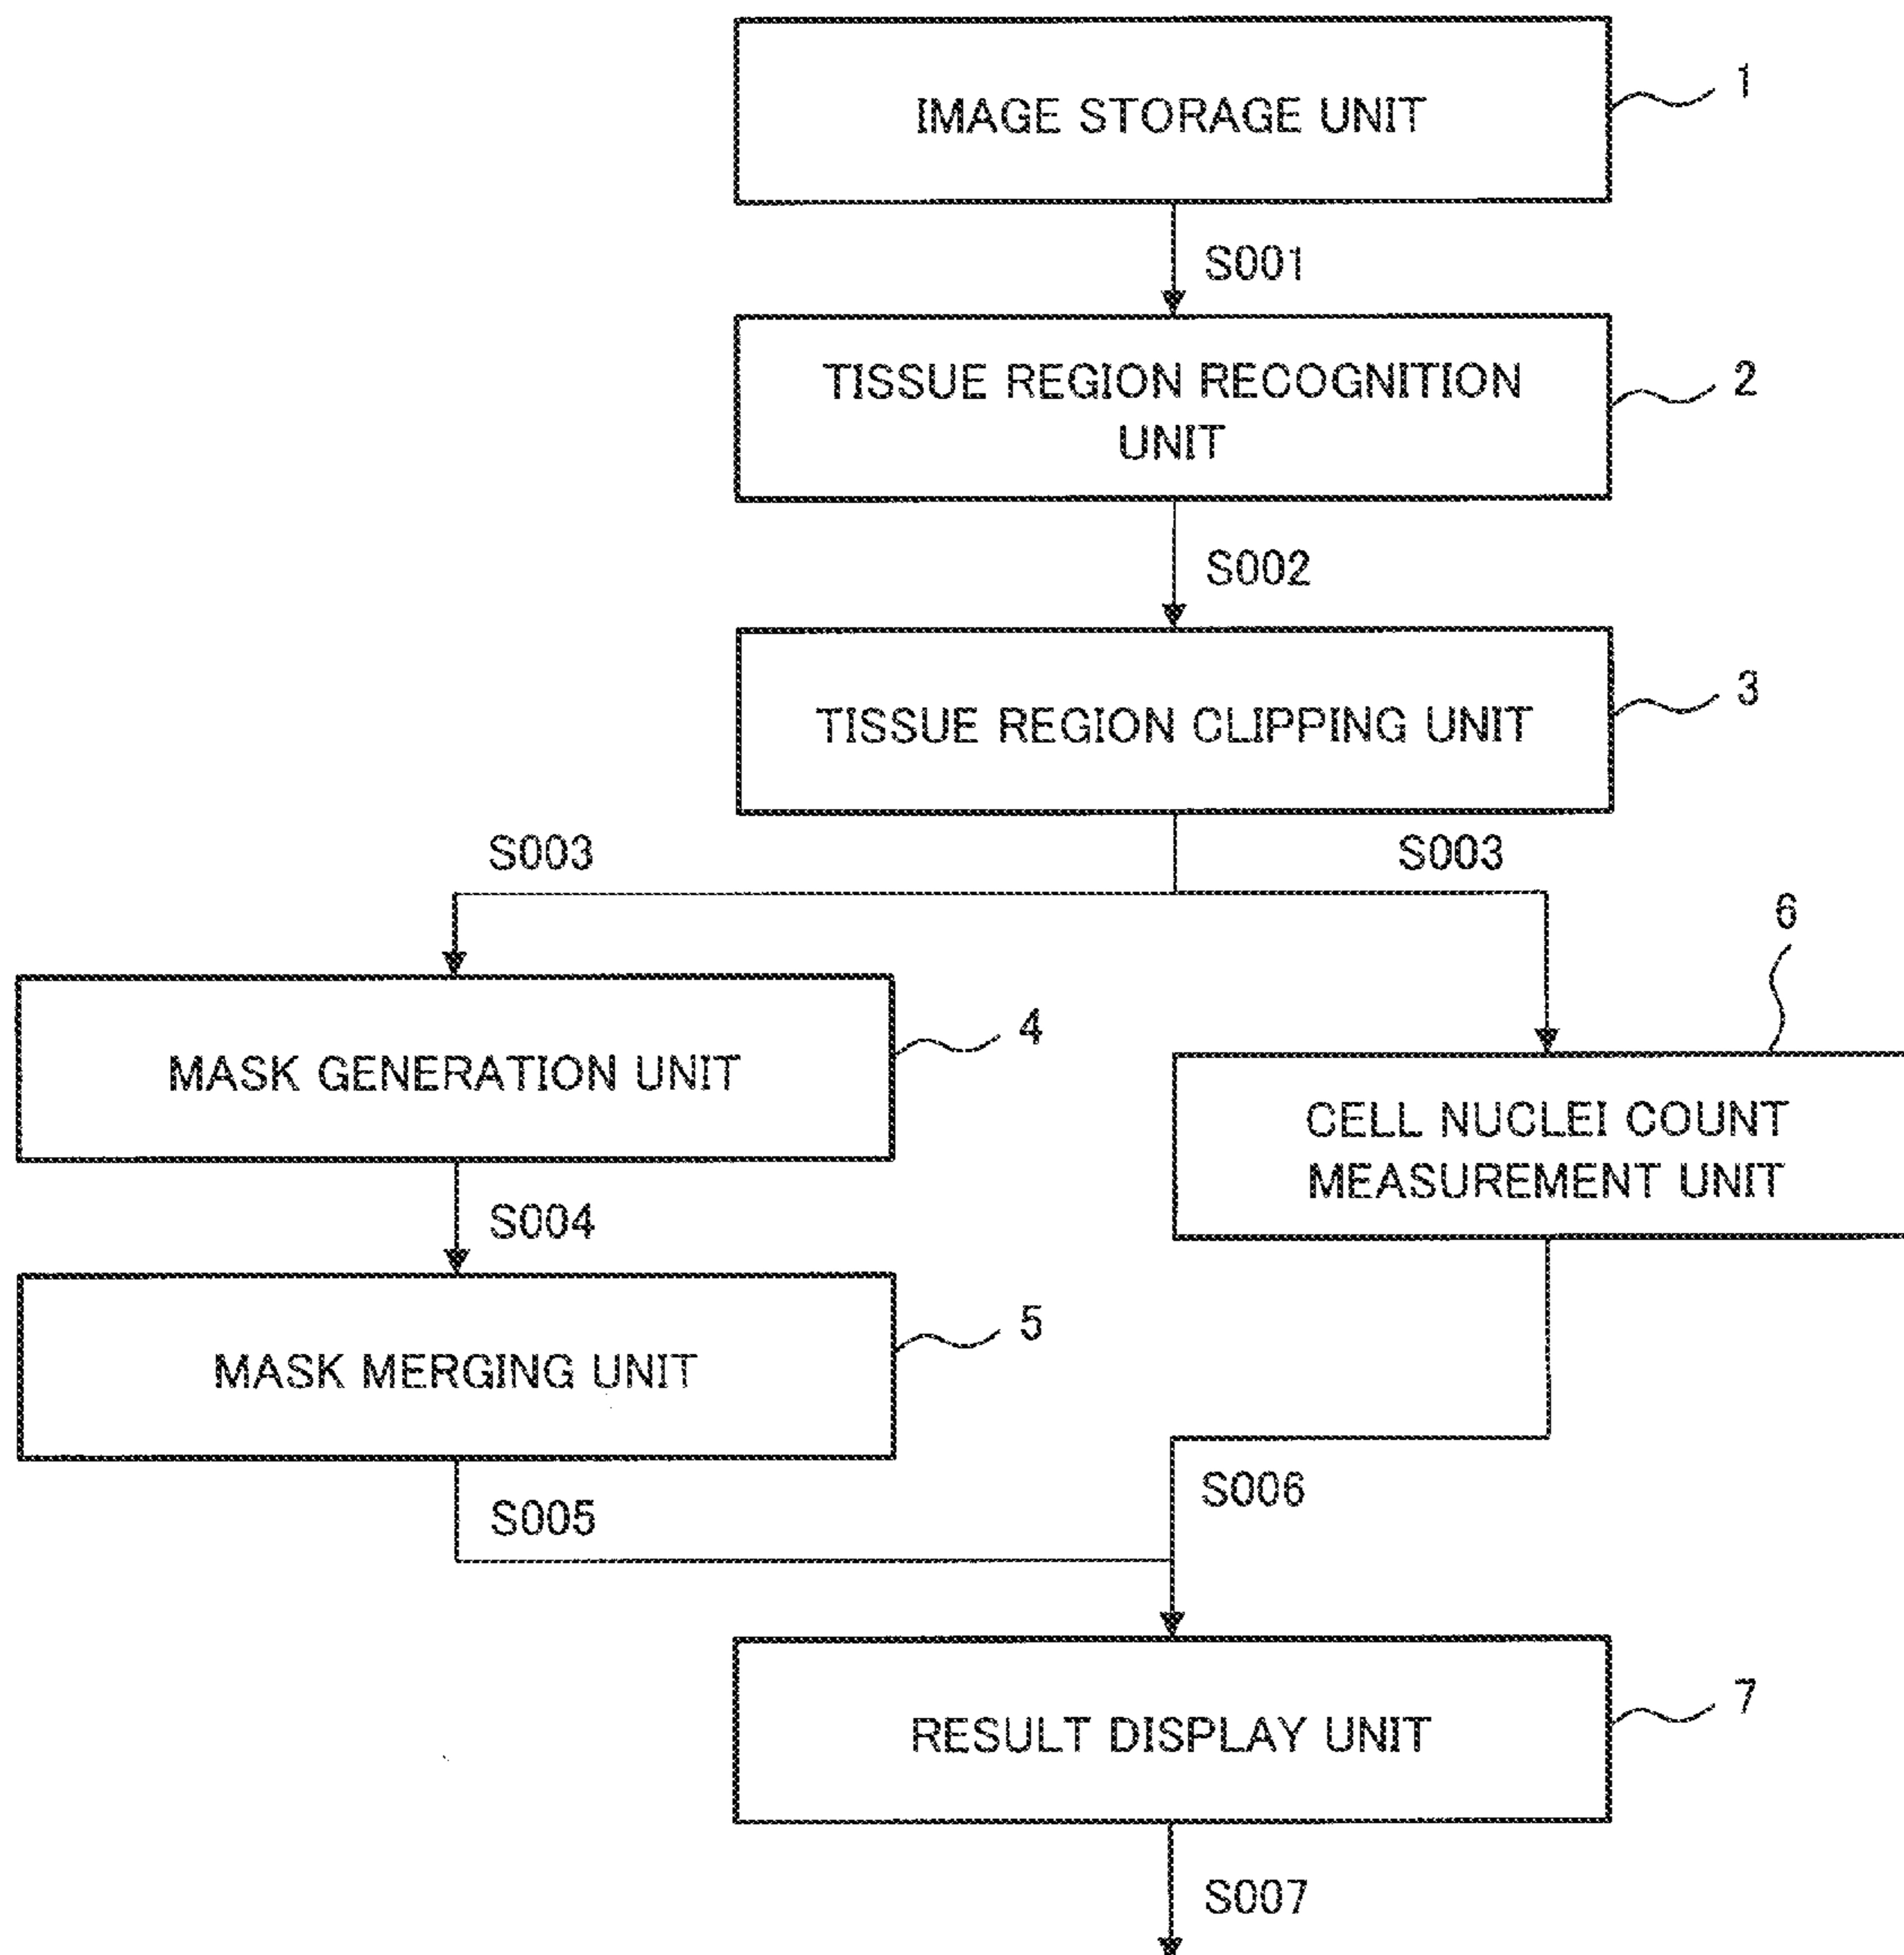 IMAGE STORAGE UNIT
1
S001
TISSUE REGION RECOGNITION
UNIT
2
S002
TISSUE REGION CLIPPING UNIT
3
S003
S003
6
MASK GENERATION UNIT
4
CELL NUCLEI COUNT
MEASUREMENT UNIT
S004
MASK MERGING UNIT
5
S005
S006
RESULT DISPLAY UNIT
7
S007